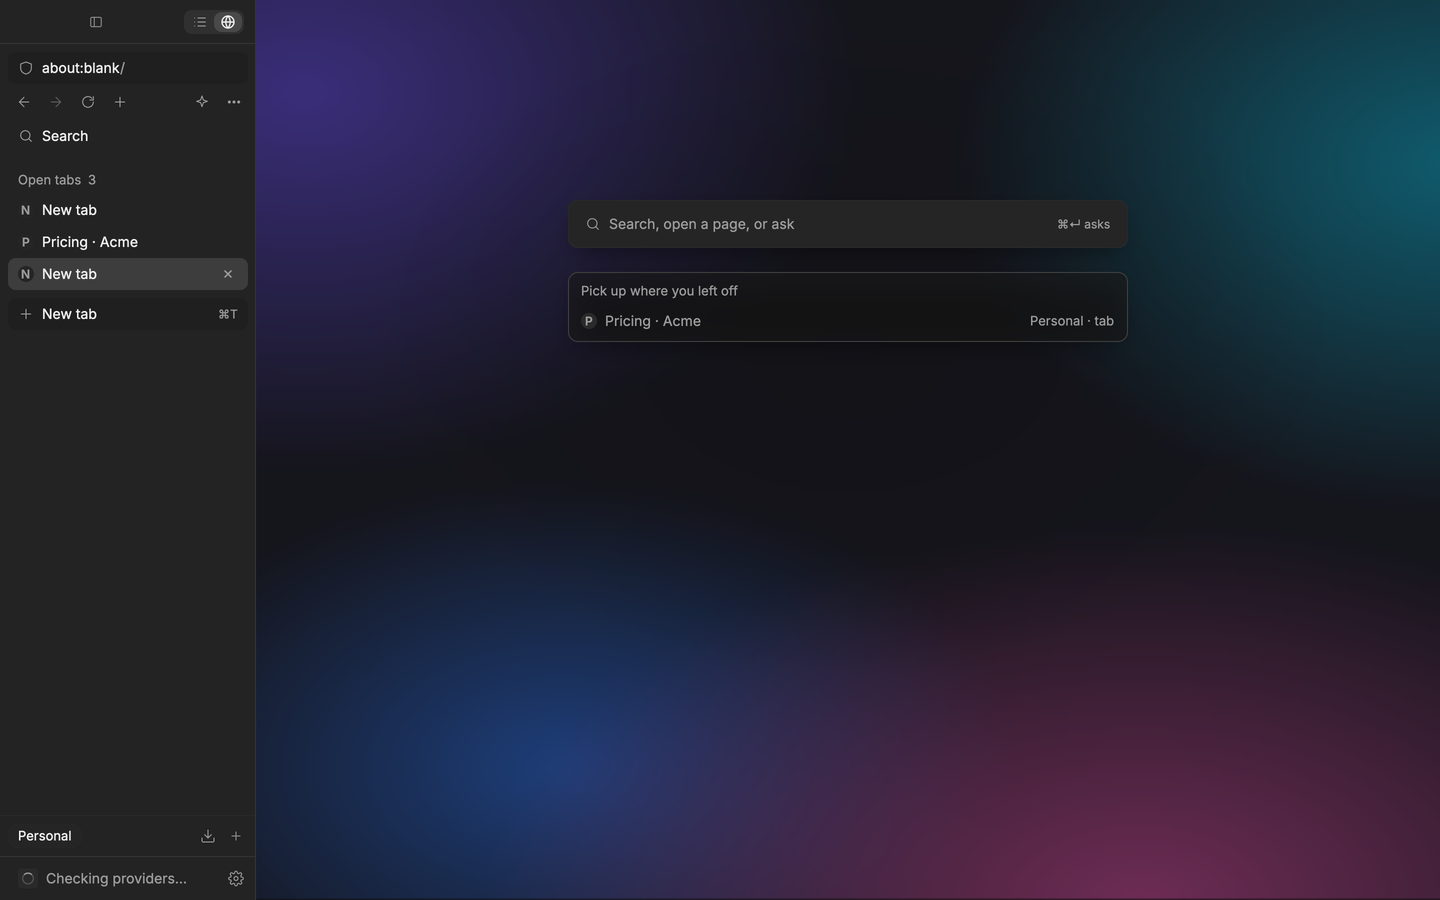 about:blank/
Search
Open tabs 3
N New tab
P Pricing · Acme
N New tab
New tab ⌘T
Personal
Checking providers...
Search, open a page, or ask ⌘↵ asks
Pick up where you left off
P Pricing · Acme Personal · tab